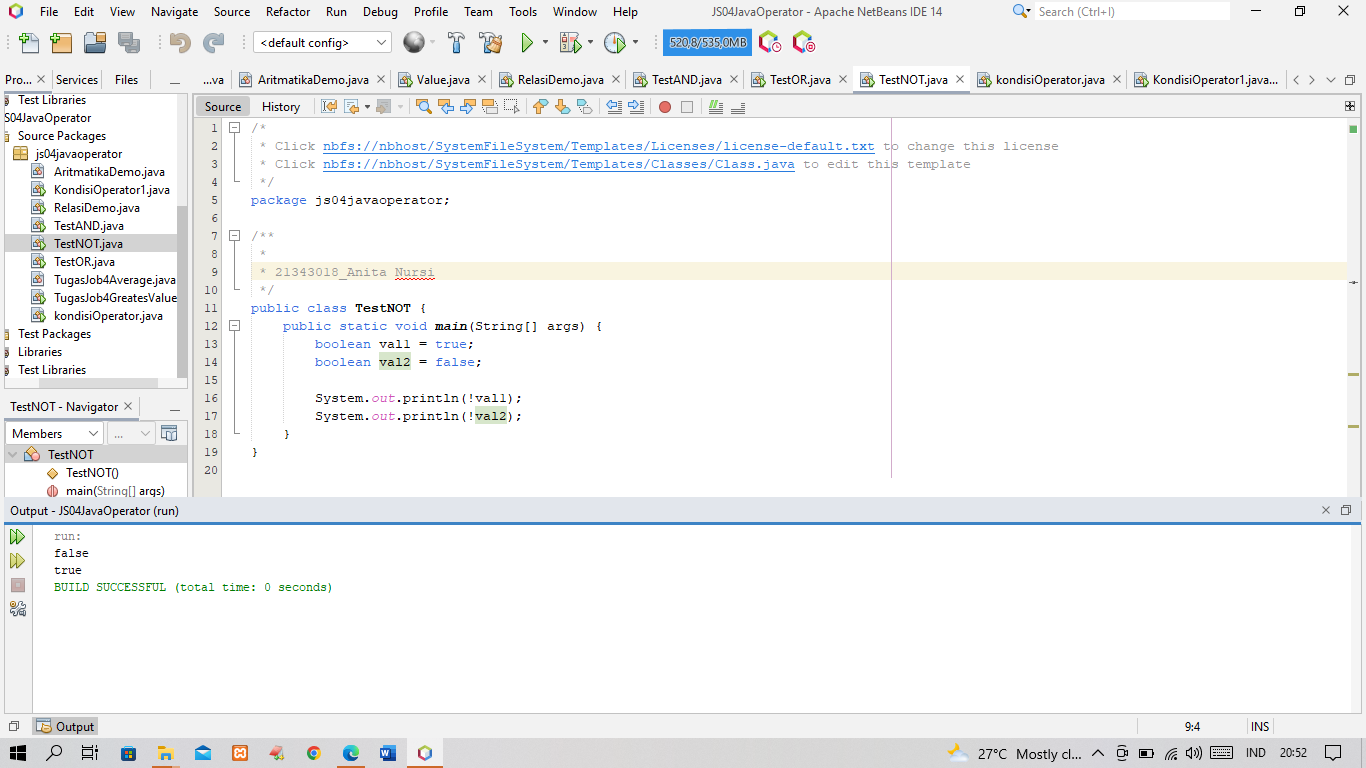 File Edit View Navigate Source Refactor Run Debug Profile Team Tools Window Help
JS04JavaOperator - Apache NetBeans IDE 14
Search (Ctrl+I)
<default config>
520,8/535,0MB
Pro... Services Files
...va AritmatikaDemo.java Value.java RelasiDemo.java TestAND.java TestOR.java TestNOT.java kondisiOperator.java KondisiOperator1.java...
Source History
Test Libraries
S04JavaOperator
Source Packages
js04javaoperator
AritmatikaDemo.java
KondisiOperator1.java
RelasiDemo.java
TestAND.java
TestNOT.java
TestOR.java
TugasJob4Average.java
TugasJob4GreatesValue
kondisiOperator.java
Test Packages
Libraries
Test Libraries
TestNOT - Navigator
Members ...
TestNOT
TestNOT()
main(String[] args)
1 /*
2 * Click nbfs://nbhost/SystemFileSystem/Templates/Licenses/license-default.txt to change this license
3 * Click nbfs://nbhost/SystemFileSystem/Templates/Classes/Class.java to edit this template
4 */
5 package js04javaoperator;
6
7 /**
8 *
9 * 21343018_Anita Nursi
10 */
11 public class TestNOT {
12 public static void main(String[] args) {
13 boolean val1 = true;
14 boolean val2 = false;
15
16 System.out.println(!val1);
17 System.out.println(!val2);
18 }
19 }
20
Output - JS04JavaOperator (run)
run:
false
true
BUILD SUCCESSFUL (total time: 0 seconds)
Output
9:4 INS
27°C Mostly cl... IND 20:52